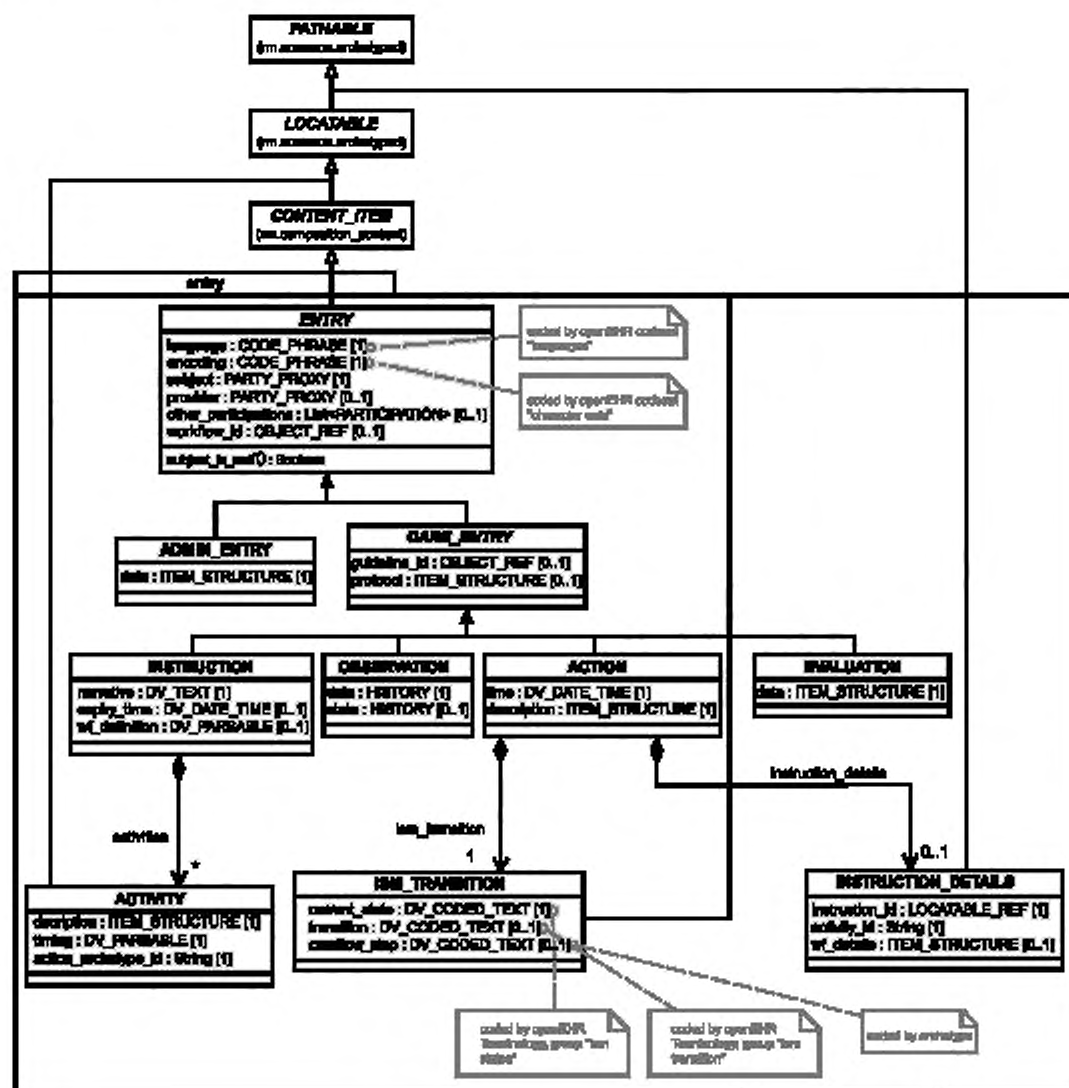 PATHABLE
(rm.common.archetyped)
LOCATABLE
(rm.common.archetyped)
CONTENT_ITEM
(rm.composition_content)
entry
ENTRY
language : CODE_PHRASE [1]
encoding : CODE_PHRASE [1]
subject : PARTY_PROXY [1]
provider : PARTY_PROXY [0..1]
other_participations : List<PARTICIPATION> [0..1]
workflow_id : OBJECT_REF [0..1]
subject_is_self() : Boolean
coded by openEHR codeset
"languages"
coded by openEHR codeset
"character sets"
ADMIN_ENTRY
data : ITEM_STRUCTURE [1]
CARE_ENTRY
guideline_id : OBJECT_REF [0..1]
protocol : ITEM_STRUCTURE [0..1]
INSTRUCTION
narrative : DV_TEXT [1]
expiry_time : DV_DATE_TIME [0..1]
wf_definition : DV_PARSABLE [0..1]
OBSERVATION
data : HISTORY [1]
state : HISTORY [0..1]
ACTION
time : DV_DATE_TIME [1]
description : ITEM_STRUCTURE [1]
EVALUATION
data : ITEM_STRUCTURE [1]
instruction_details
activities
*
ism_transition
1
0..1
ACTIVITY
description : ITEM_STRUCTURE [1]
timing : DV_PARSABLE [1]
action_archetype_id : String [1]
ISM_TRANSITION
current_state : DV_CODED_TEXT [1]
transition : DV_CODED_TEXT [0..1]
careflow_step : DV_CODED_TEXT [0..1]
INSTRUCTION_DETAILS
instruction_id : LOCATABLE_REF [1]
activity_id : String [1]
wf_details : ITEM_STRUCTURE [0..1]
coded by openEHR
Terminology group "ism
states"
coded by openEHR
Terminology group "ism
transition"
coded by archetype